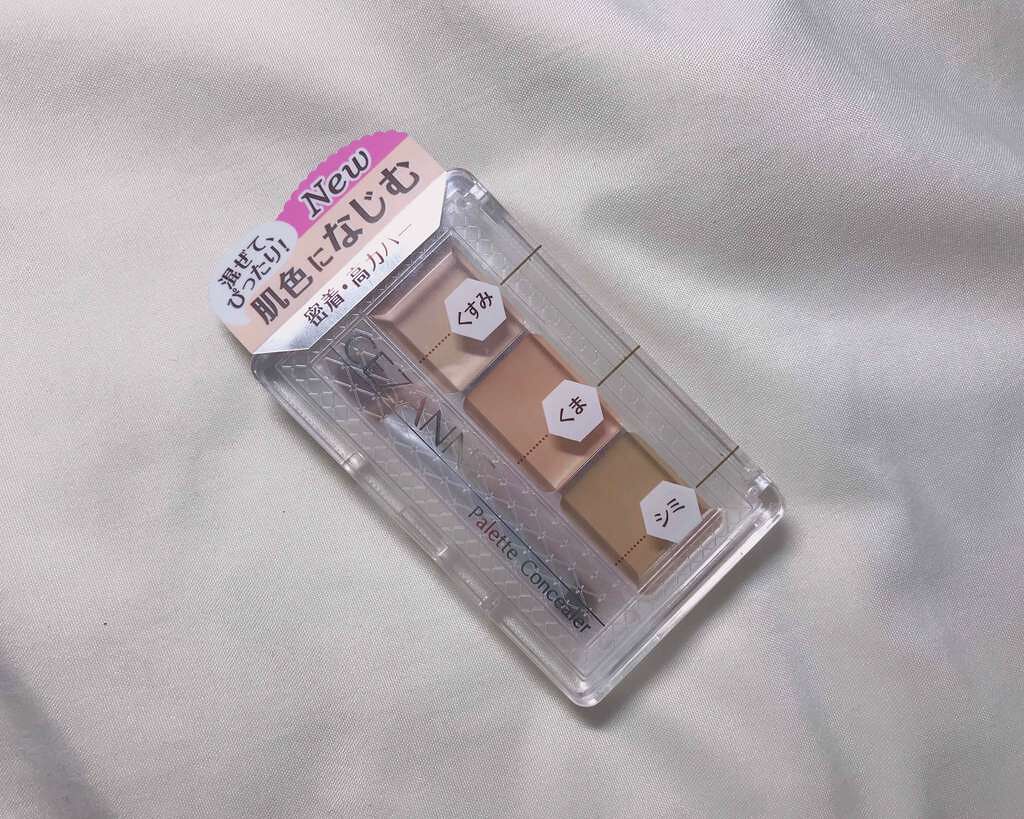 New
混ぜて、
ぴったり!
肌色になじむ
密着・高カバー
くすみ
くま
シミ
CEZANNE
Palette Concealer